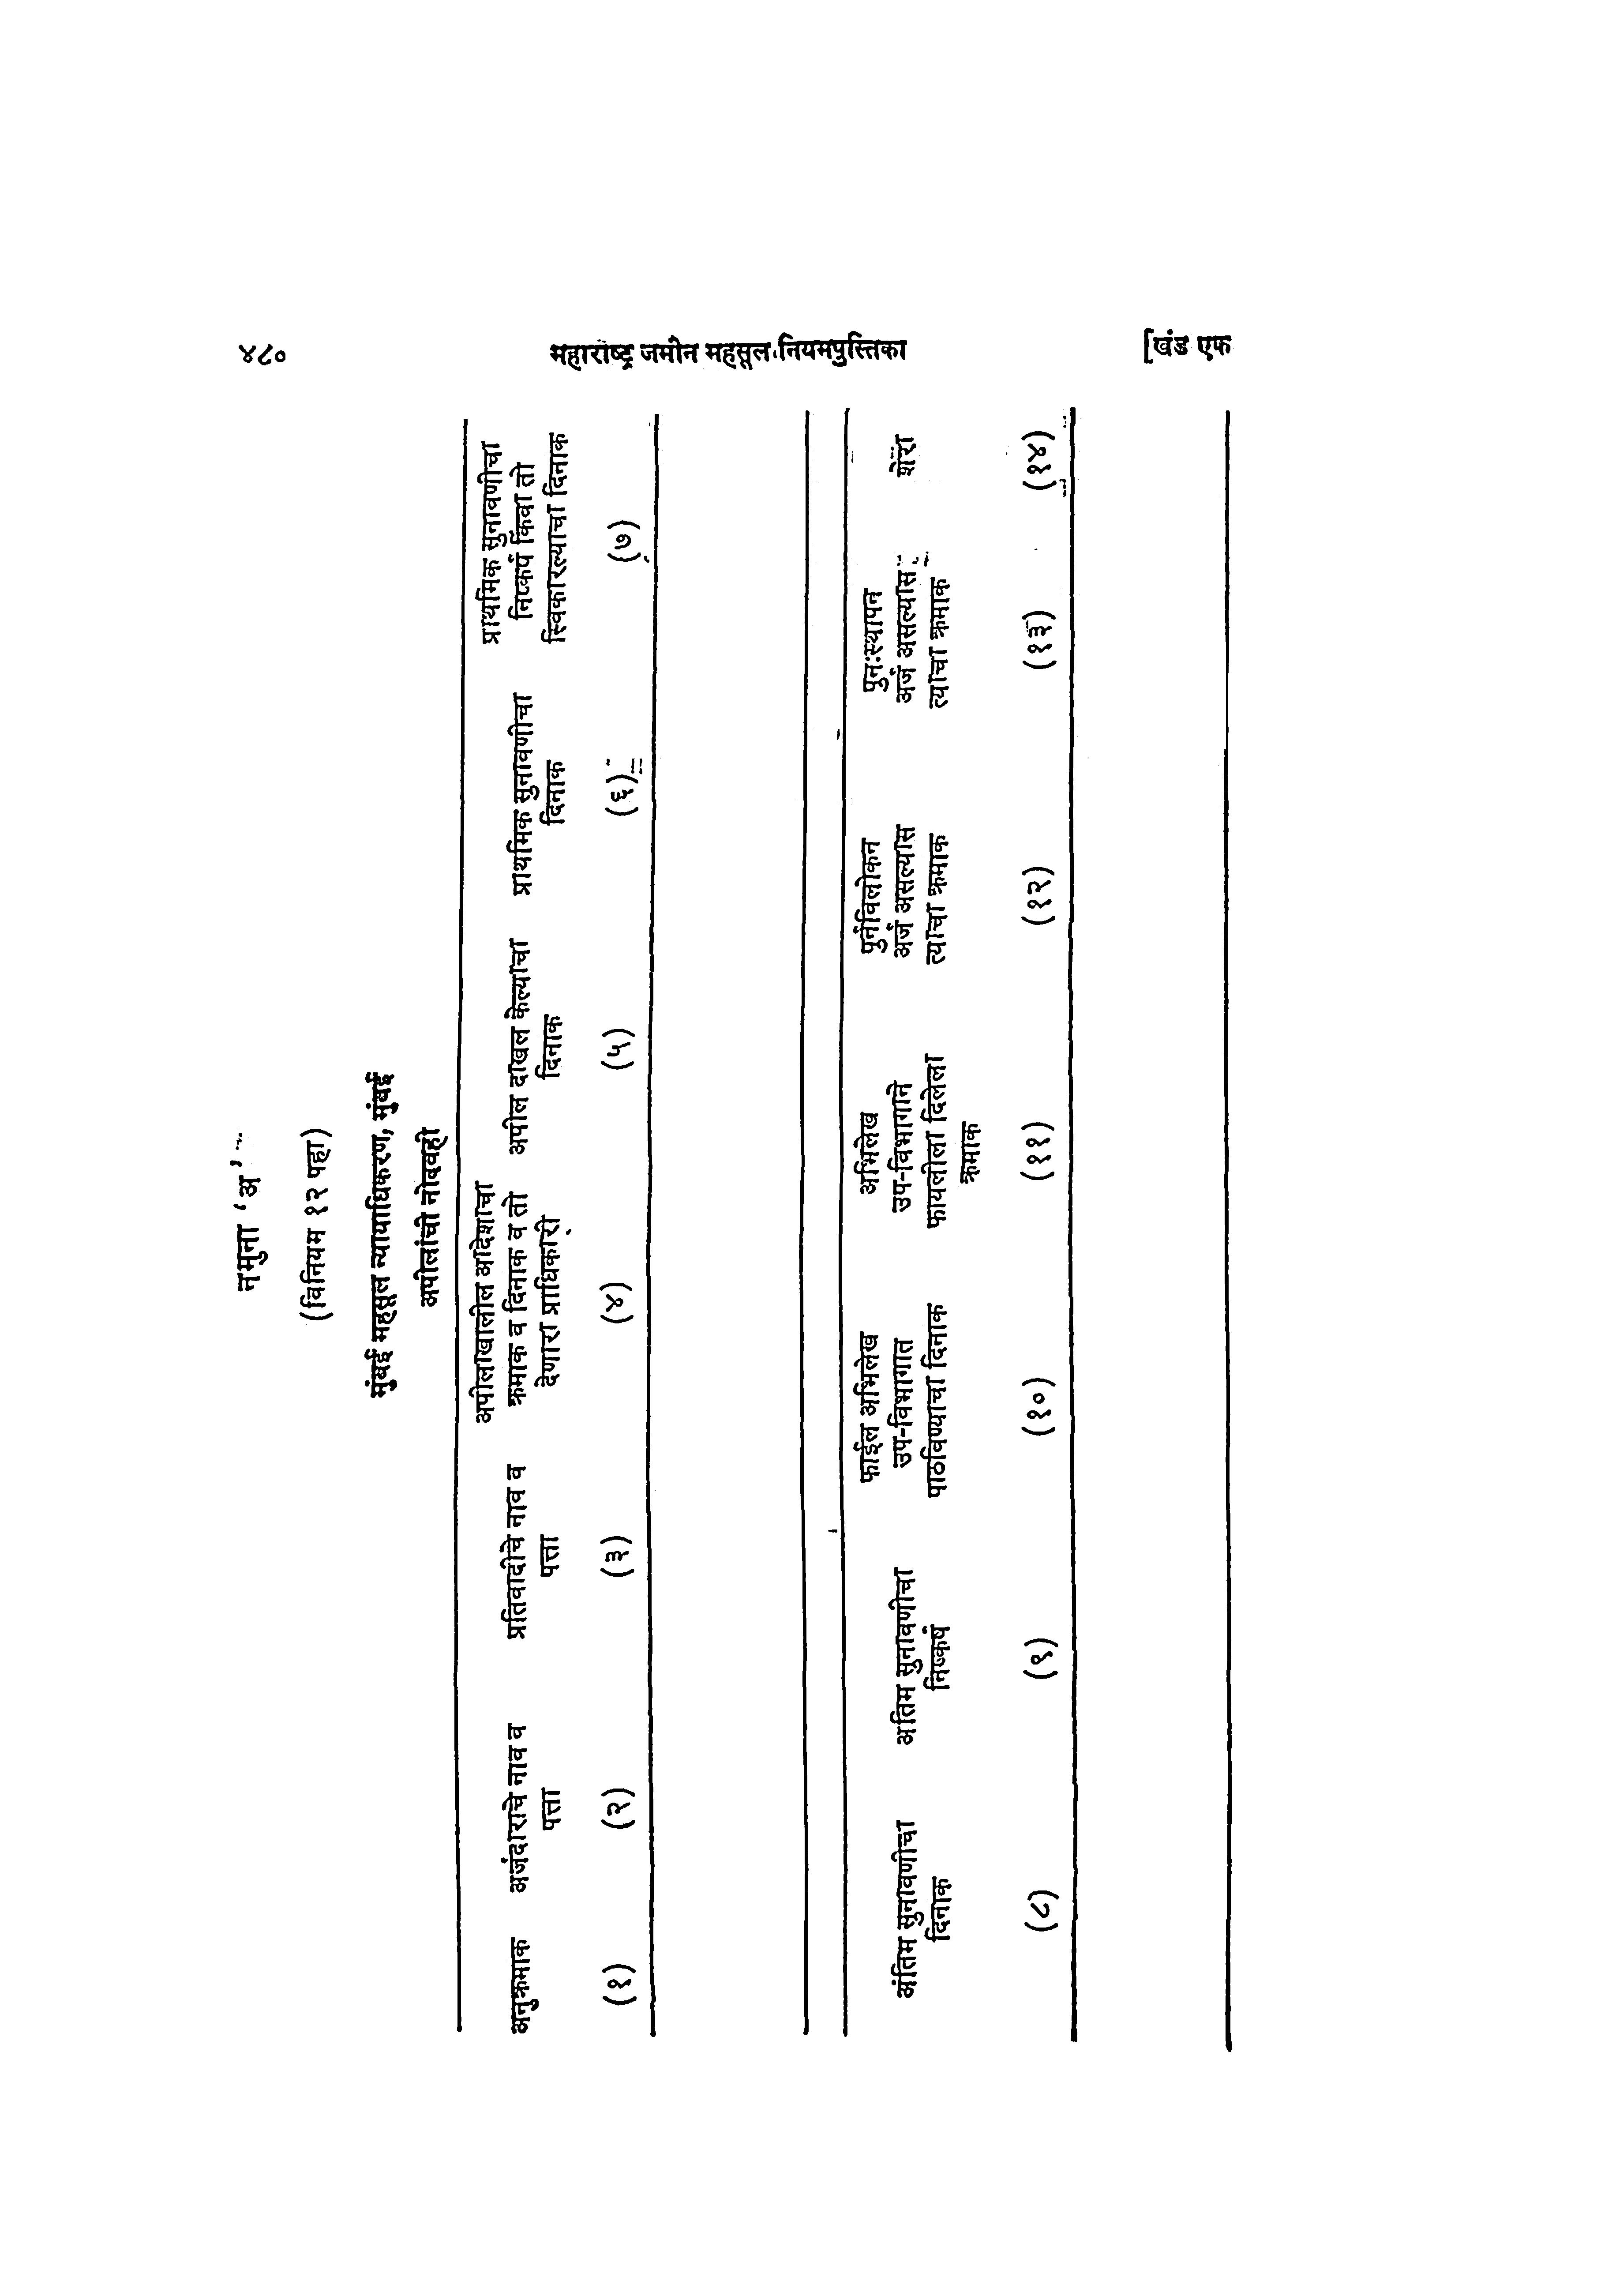 ४८०
महाराष्ट्र जमीन महसूल नियमपुस्तिका
[खंड एक
नमुना ‘अ’
(विनियम १२ पहा)
मुंबई महसूल न्यायाधिकरण, मुंबई
अपीलांची नोंदवही
अनुक्रमांक
(१)
अर्जदाराचे नाव व
पत्ता
(२)
प्रतिवादीचे नाव व
पत्ता
(३)
अपीलाखालील आदेशाचा
क्रमांक व दिनांक व तो
देणारा प्राधिकारी
(४)
अपील दाखल केल्याचा
दिनांक
(५)
प्राथमिक सुनावणीचा
दिनांक
(६)
प्राथमिक सुनावणीचा
निष्कर्ष किंवा तो
स्विकारल्याचा दिनांक
(७)
अंतिम सुनावणीचा
दिनांक
(८)
अंतिम सुनावणीचा
निष्कर्ष
(९)
फाईल अभिलेख
उप-विभागात
पाठविण्याचा दिनांक
(१०)
अभिलेख
उप-विभागाने
फायलीला दिलेला
क्रमांक
(११)
पुर्नविलोकन
अर्ज असल्यास
त्याचा क्रमांक
(१२)
पुनःस्थापन
अर्ज असल्यास
त्याचा क्रमांक
(१३)
शेरा
(१४)